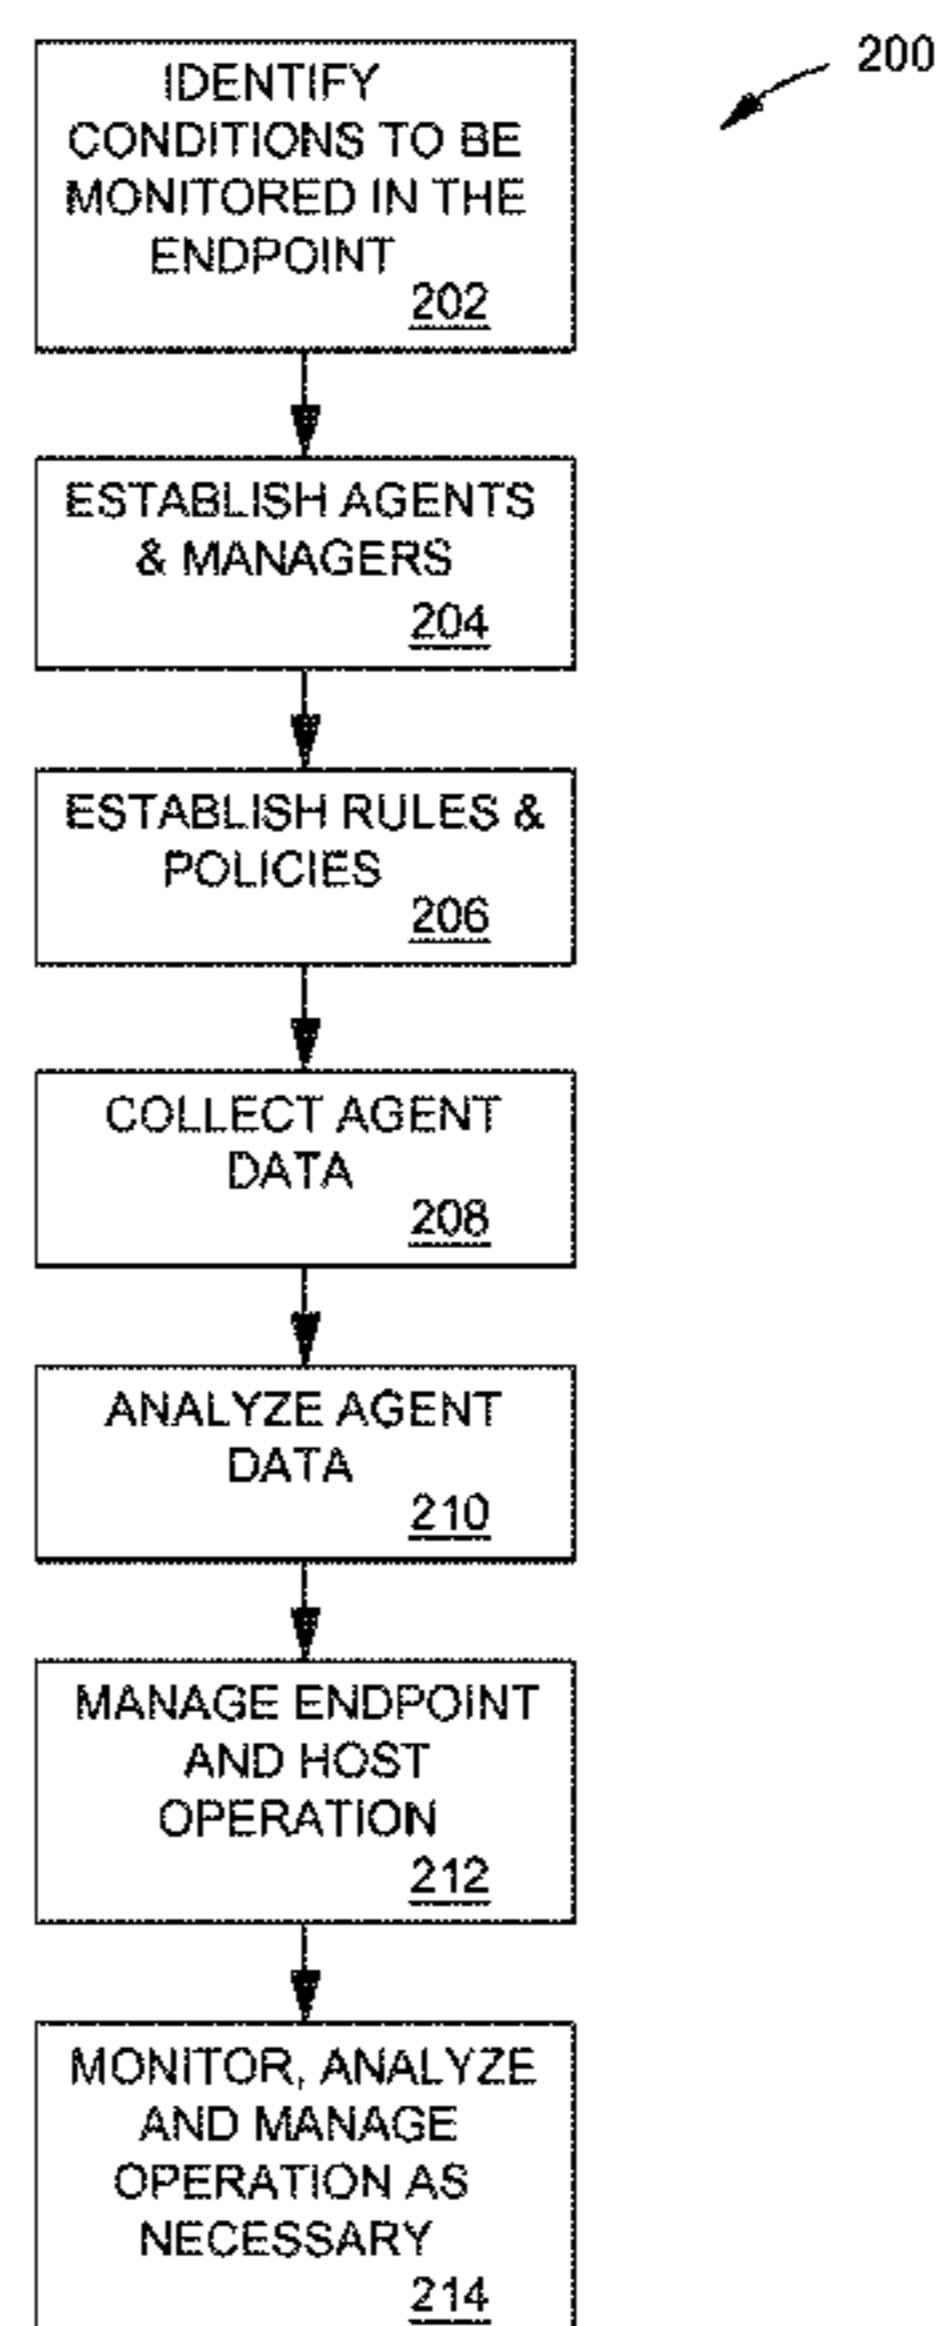 200
IDENTIFY
CONDITIONS TO BE
MONITORED IN THE
ENDPOINT
202
ESTABLISH AGENTS
& MANAGERS
204
ESTABLISH RULES &
POLICIES
206
COLLECT AGENT
DATA
208
ANALYZE AGENT
DATA
210
MANAGE ENDPOINT
AND HOST
OPERATION
212
MONITOR, ANALYZE
AND MANAGE
OPERATION AS
NECESSARY
214